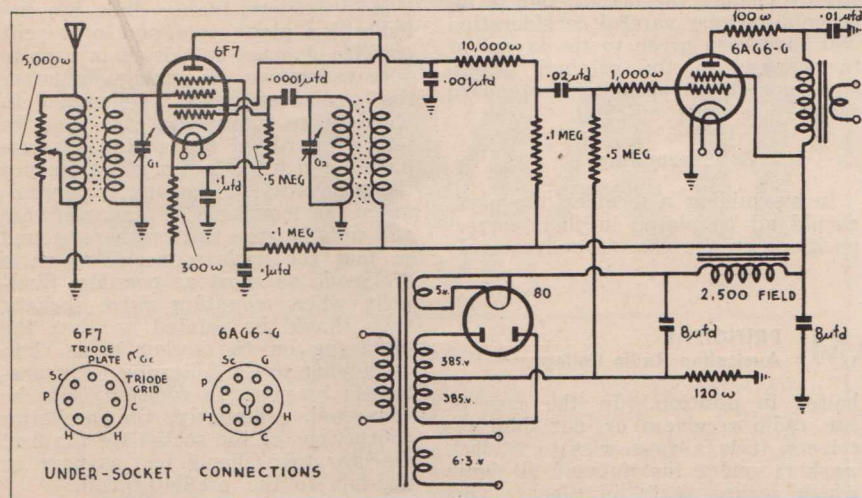 5,000ω
6F7
.0001μfd
10,000ω
.001μfd
.02μfd
1,000ω
100ω
6AG6-G
.01μfd
G1
.5 MEG
G2
.1μfd
300ω
.1 MEG
.1μfd
.1 MEG
.5 MEG
5v.
80
385.v
385.v.
6.3v.
2,500 FIELD
8μfd
8μfd
120ω
6F7
TRIODE
PLATE
Sc
TRIODE
GRID
P
C
H
H
6AG6-G
Sc
G
P
H
H
C
UNDER-SOCKET CONNECTIONS